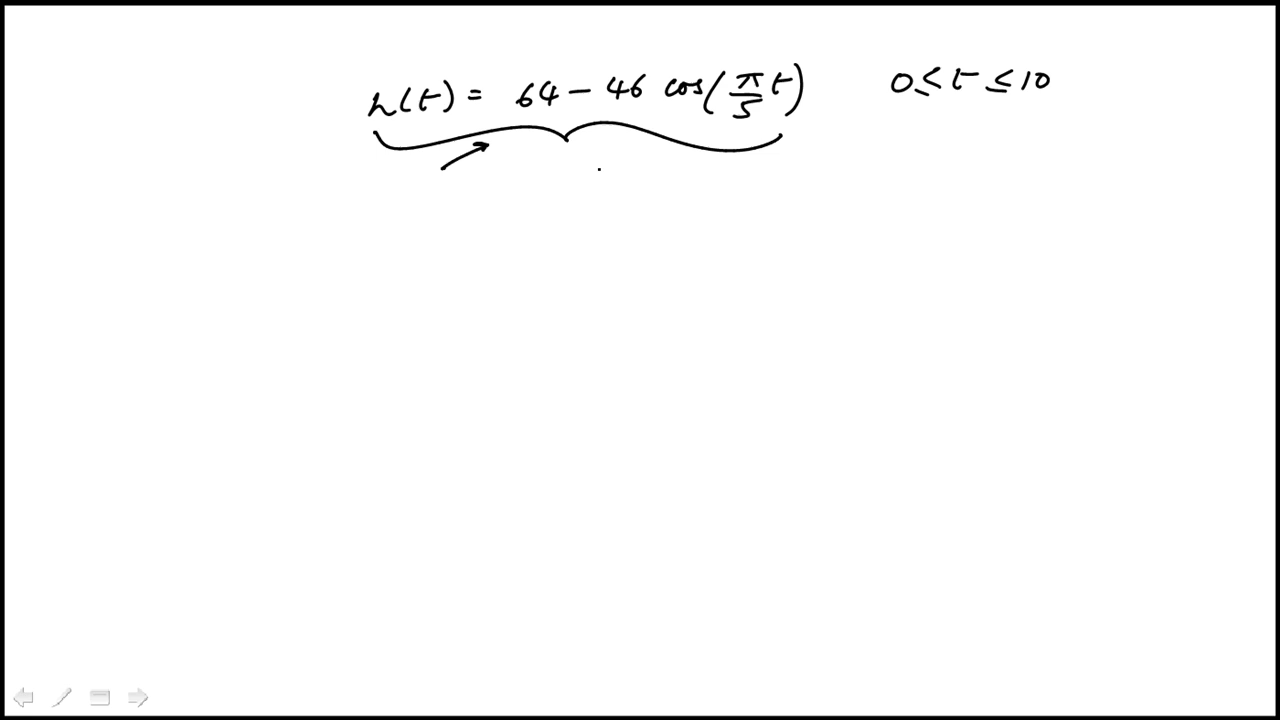 h(t) = 64 - 46 cos(π/5 t) 0 ≤ t ≤ 10